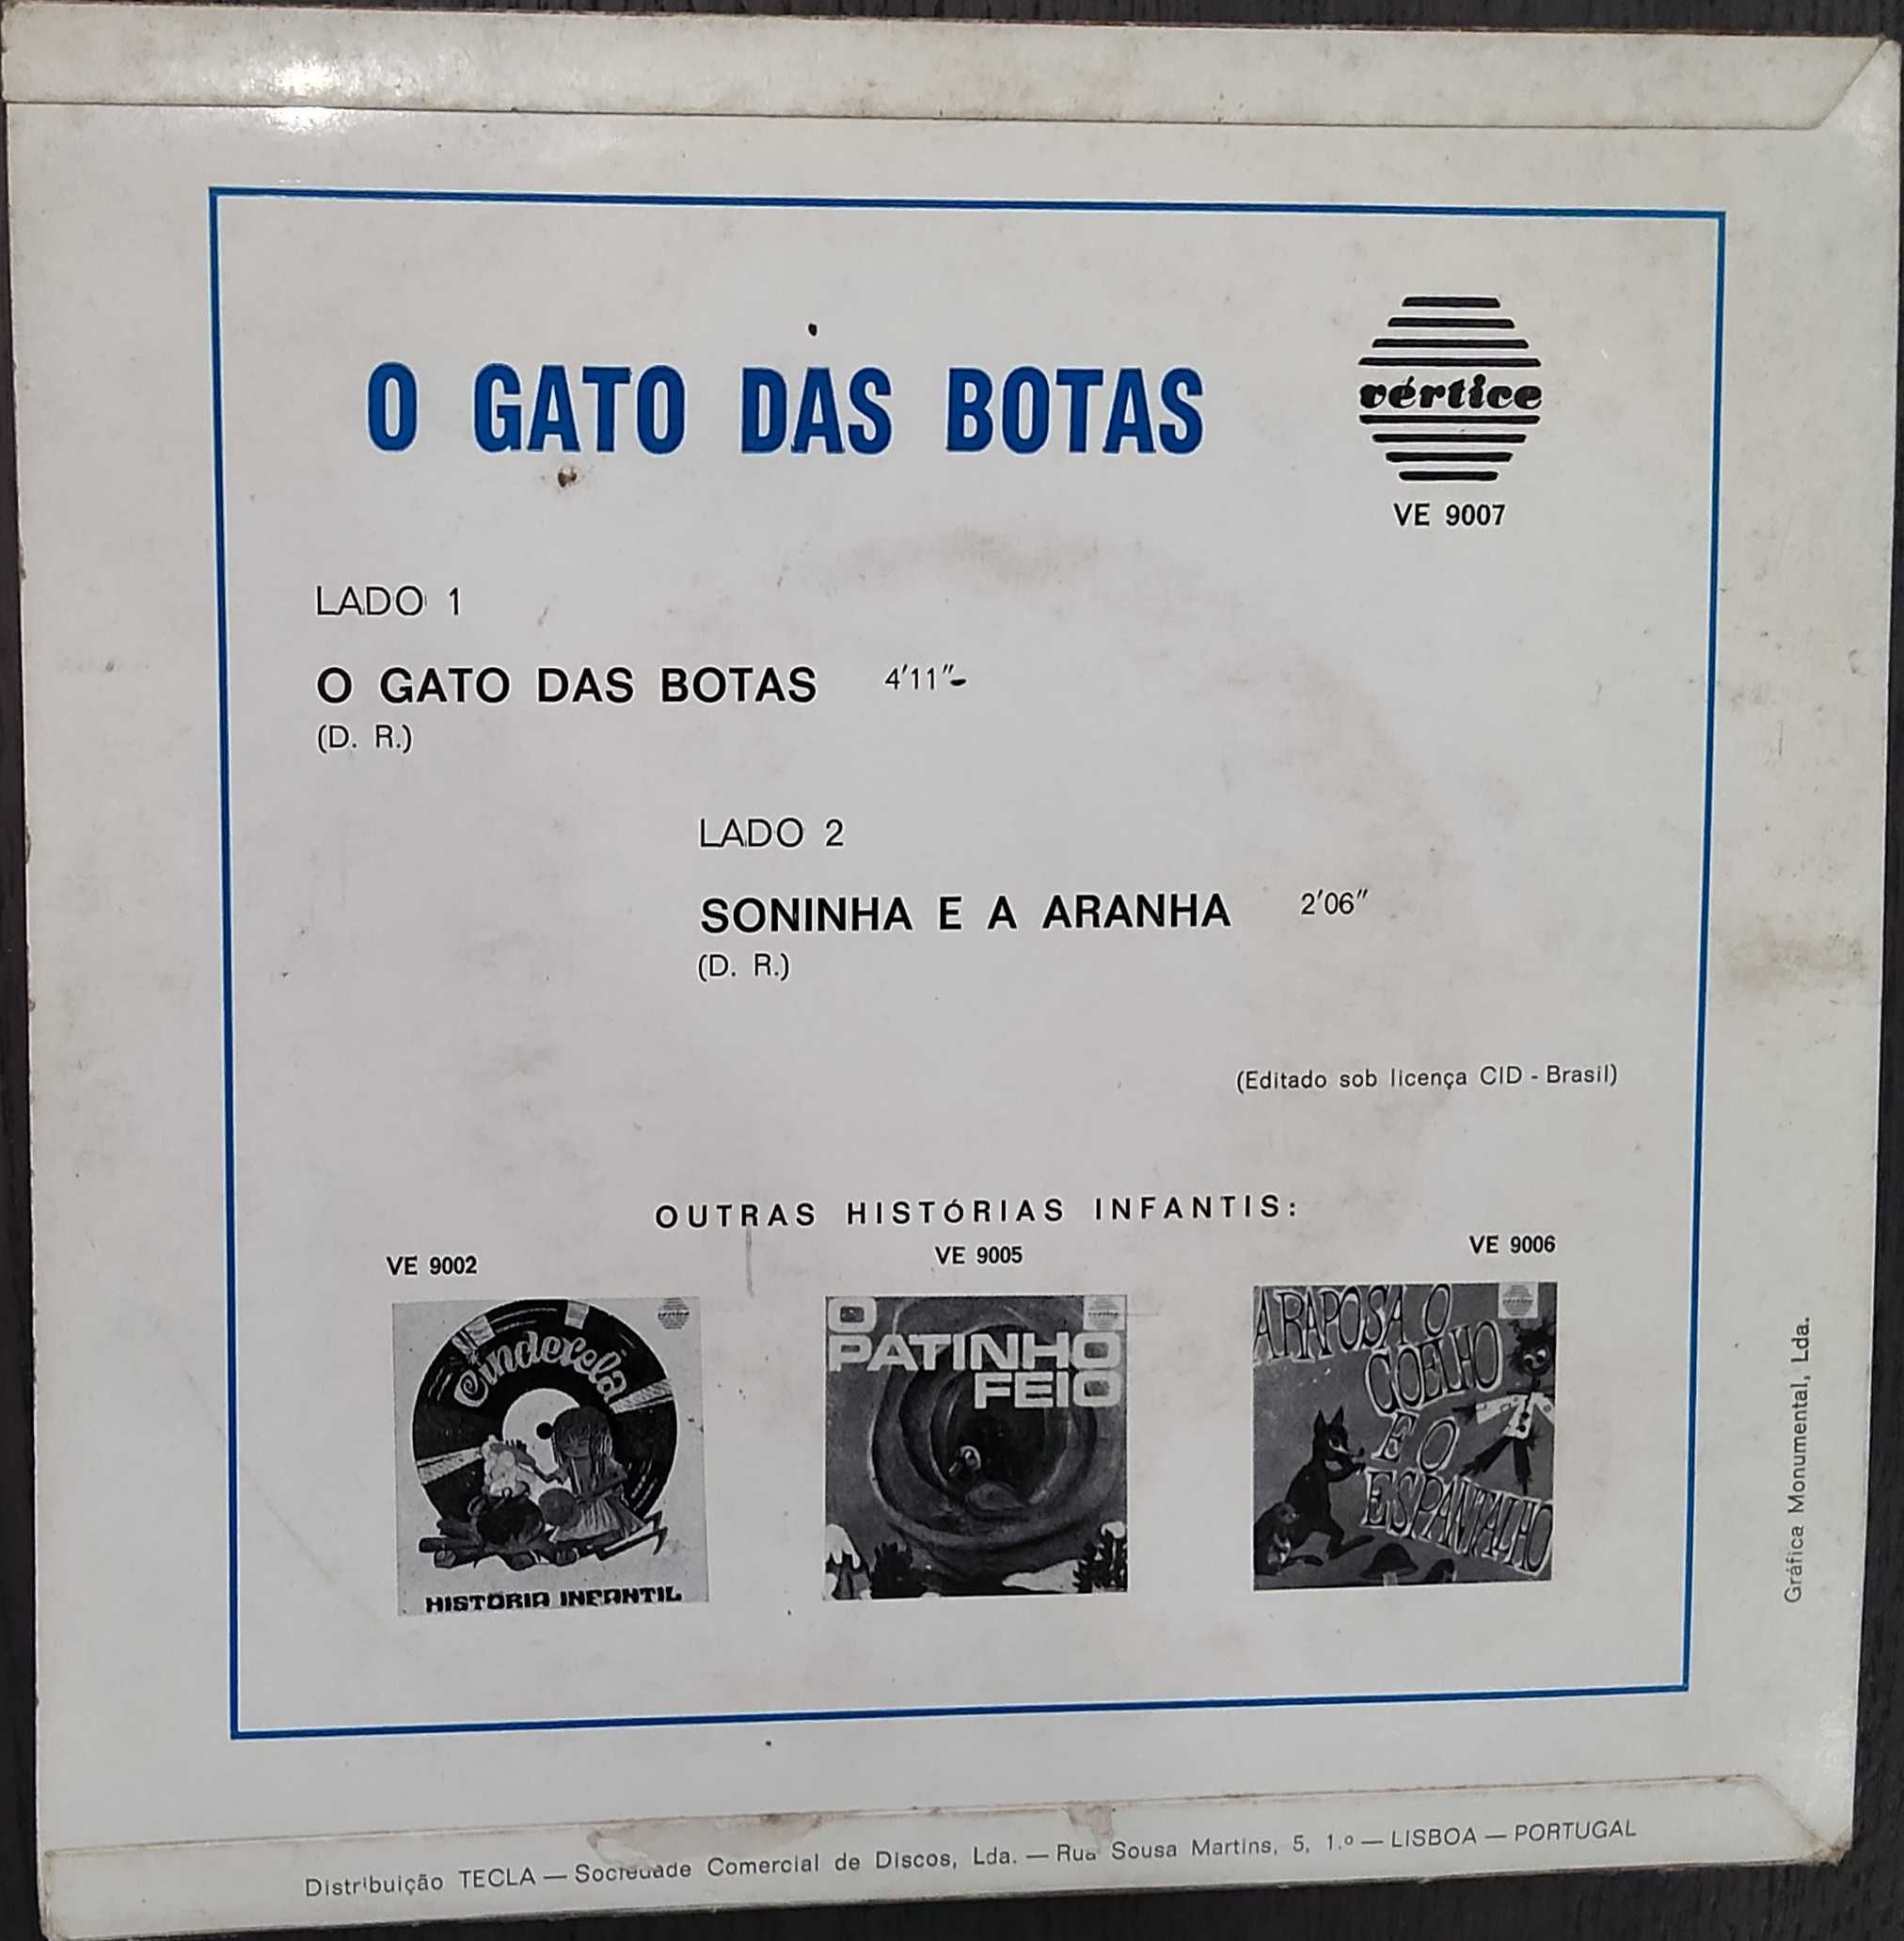 O GATO DAS BOTAS
vértice
VE 9007
LADO 1
O GATO DAS BOTAS 4'11"
(D. R.)
LADO 2
SONINHA E A ARANHA 2'06"
(D. R.)
(Editado sob licença CID - Brasil)
OUTRAS HISTÓRIAS INFANTIS:
VE 9002
VE 9005
VE 9006
Cinderela
HISTÓRIA INFANTIL
O
PATINHO
FEIO
A RAPOSA O
COELHO
E O
ESPANTALHO
Gráfica Monumental, Lda.
Distribuição TECLA — Sociedade Comercial de Discos, Lda. — Rua Sousa Martins, 5, 1.º — LISBOA — PORTUGAL